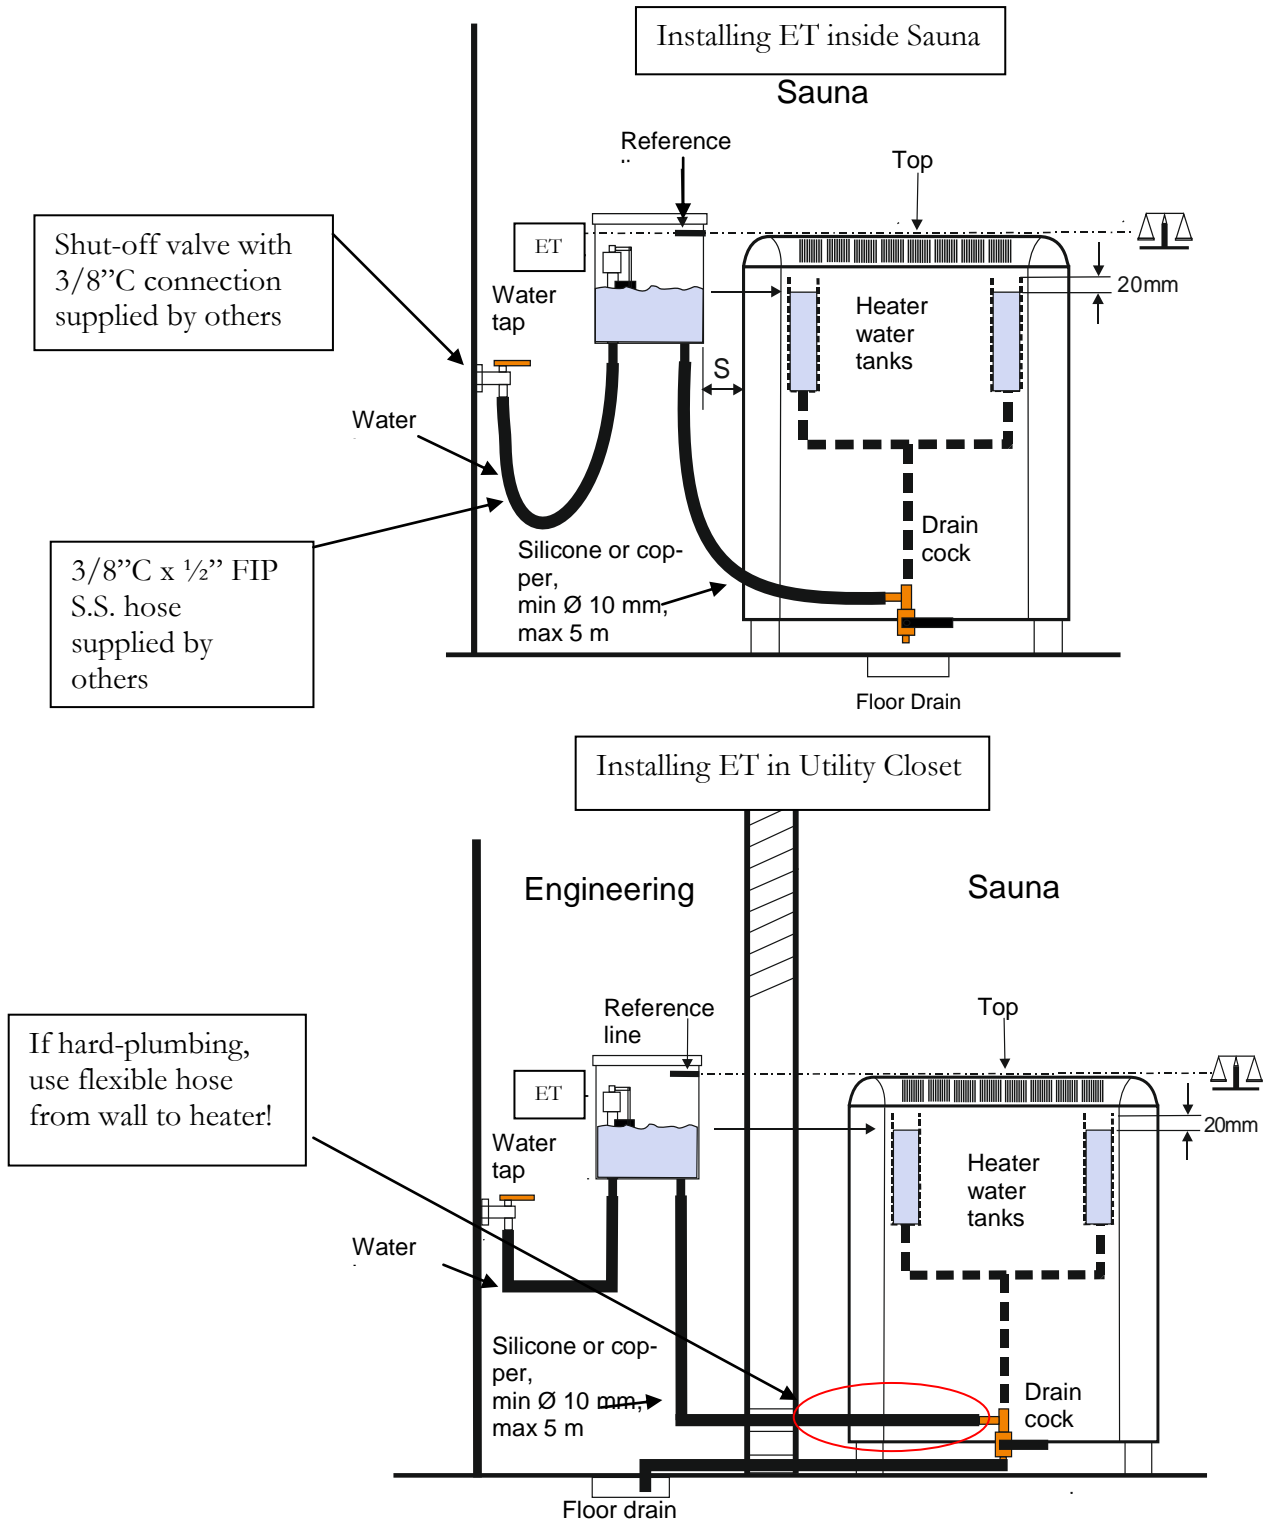 Installing ET inside Sauna
Sauna
Reference
Top
Shut-off valve with
3/8”C connection
supplied by others
ET
Water
tap
20mm
Heater
water
tanks
S
Water
Drain
cock
Silicone or cop-
per,
min Ø 10 mm,
max 5 m
3/8”C x ½” FIP
S.S. hose
supplied by
others
Floor Drain
Installing ET in Utility Closet
Engineering
Sauna
Reference
line
Top
If hard-plumbing,
use flexible hose
from wall to heater!
ET
Water
tap
20mm
Heater
water
tanks
Water
Silicone or cop-
per,
min Ø 10 mm,
max 5 m
Drain
cock
Floor drain